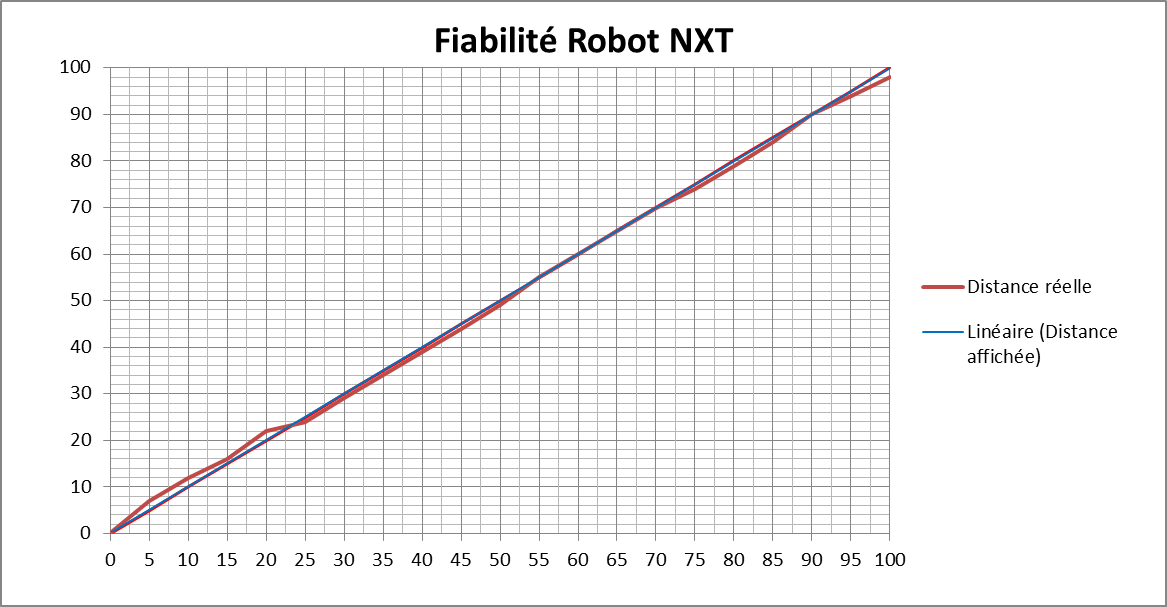 Fiabilité Robot NXT
100
90
80
70
60
50
40
30
20
10
0
0 5 10 15 20 25 30 35 40 45 50 55 60 65 70 75 80 85 90 95 100
Distance réelle
Linéaire (Distance
affichée)